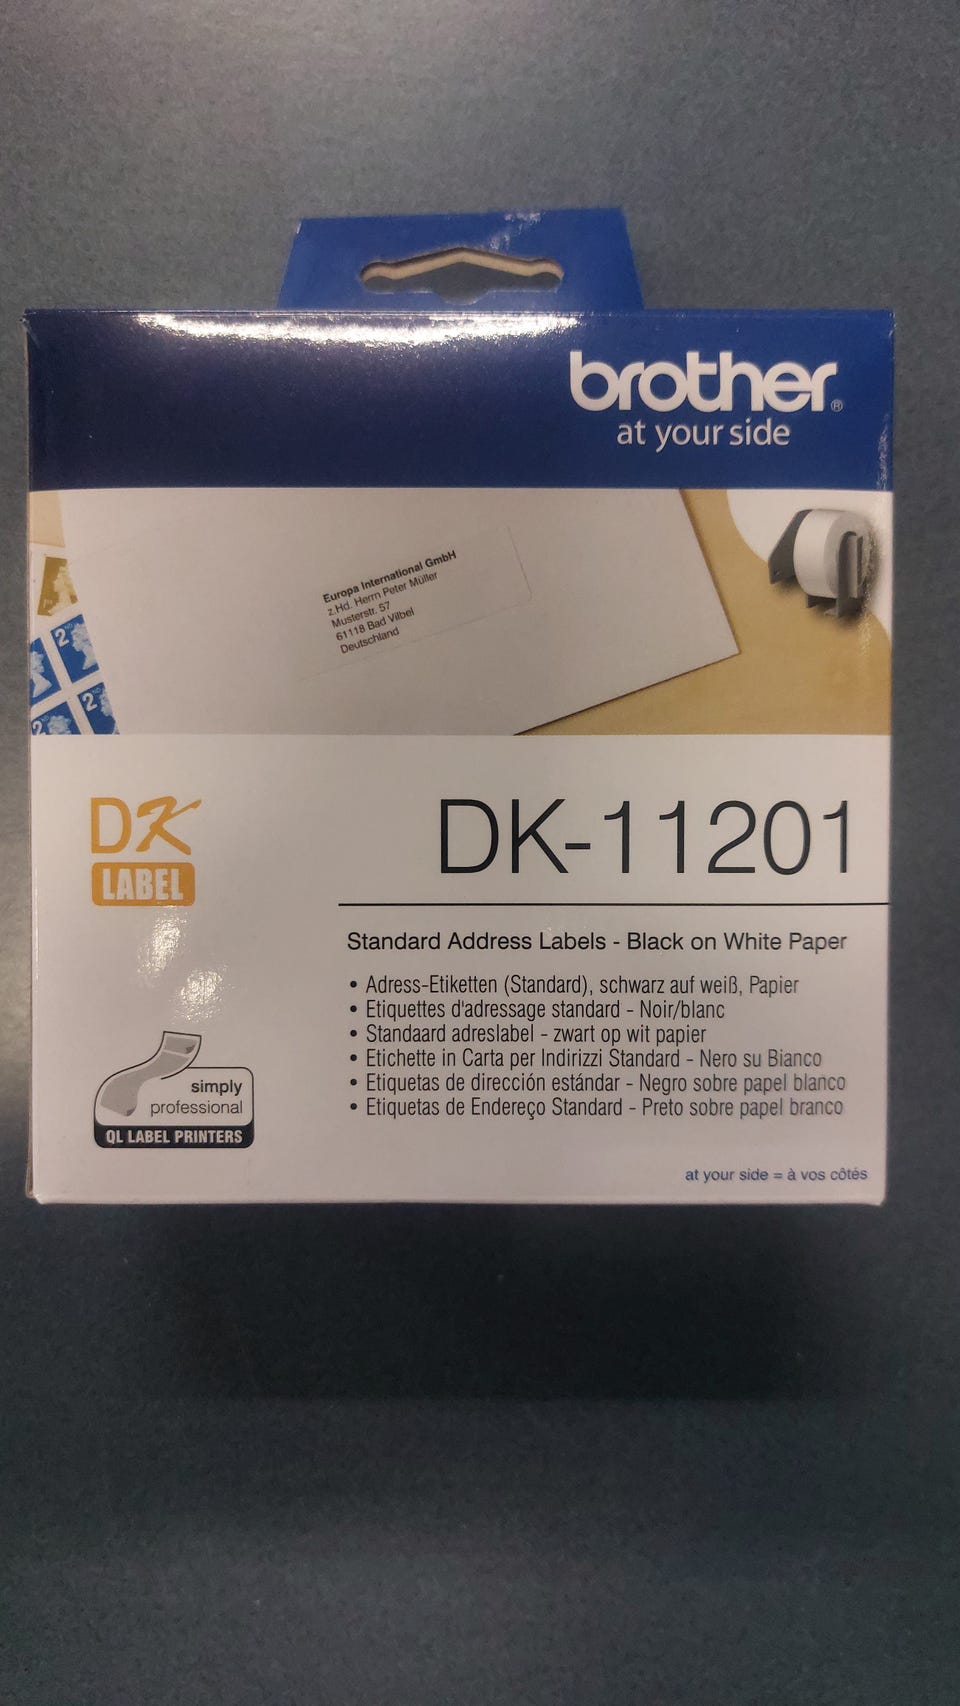 brother®
at your side
Europa International GmbH
z.Hd. Herrn Peter Müller
Musterstr. 57
61118 Bad Vilbel
Deutschland
1ST
2ND
2ND
2
DK
LABEL
DK-11201
Standard Address Labels - Black on White Paper
• Adress-Etiketten (Standard), schwarz auf weiß, Papier
• Etiquettes d'adressage standard - Noir/blanc
• Standaard adreslabel - zwart op wit papier
• Etichette in Carta per Indirizzi Standard - Nero su Bianco
• Etiquetas de dirección estándar - Negro sobre papel blanco
• Etiquetas de Endereço Standard - Preto sobre papel branco
simply
professional
QL LABEL PRINTERS
at your side = à vos côtés